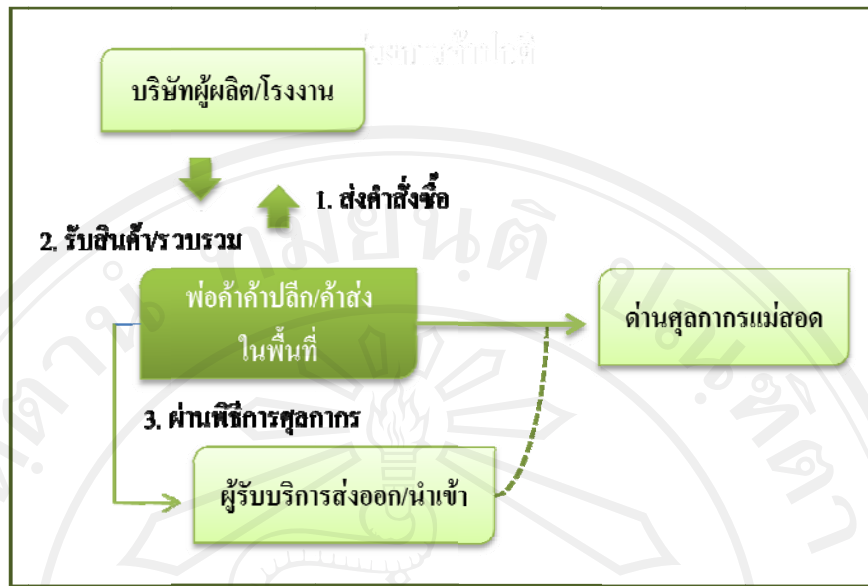 บริษัทผู้ผลิต/โรงงาน
1. ส่งคำสั่งซื้อ
2. รับสินค้า/รวบรวม
พ่อค้าค้าปลีก/ค้าส่ง
ในพื้นที่
ด่านศุลกากรแม่สอด
3. ผ่านพิธีการศุลกากร
ผู้รับบริการส่งออก/นำเข้า